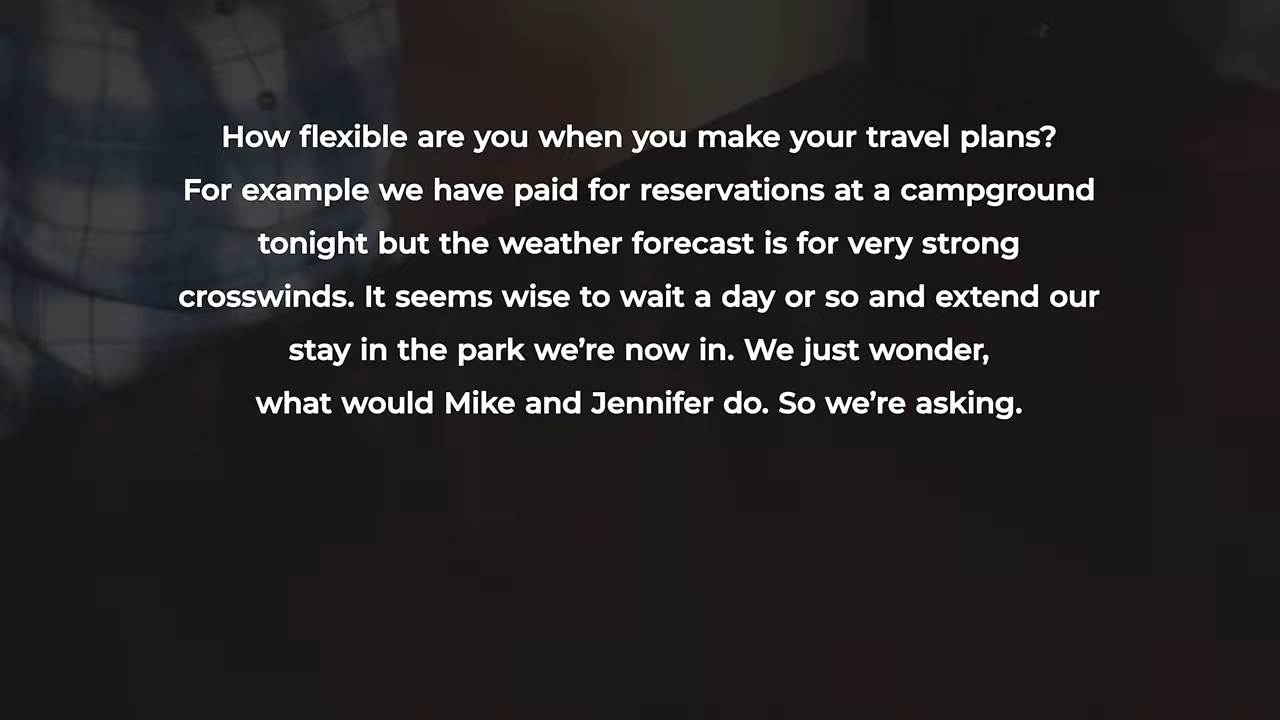 How flexible are you when you make your travel plans?
For example we have paid for reservations at a campground
tonight but the weather forecast is for very strong
crosswinds. It seems wise to wait a day or so and extend our
stay in the park we’re now in. We just wonder,
what would Mike and Jennifer do. So we’re asking.